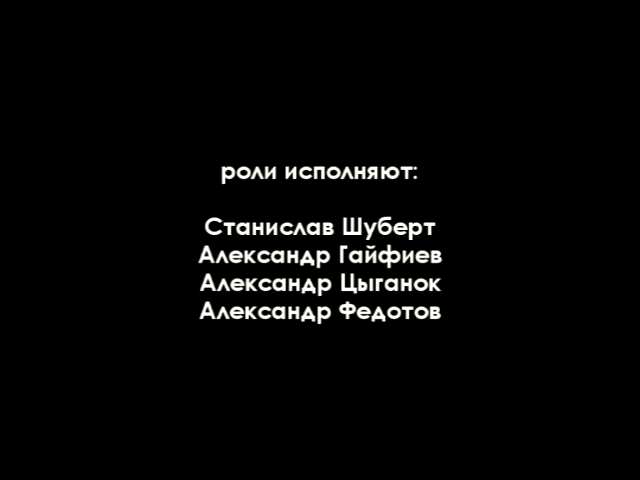 роли исполняют:
Станислав Шуберт
Александр Гайфиев
Александр Цыганок
Александр Федотов